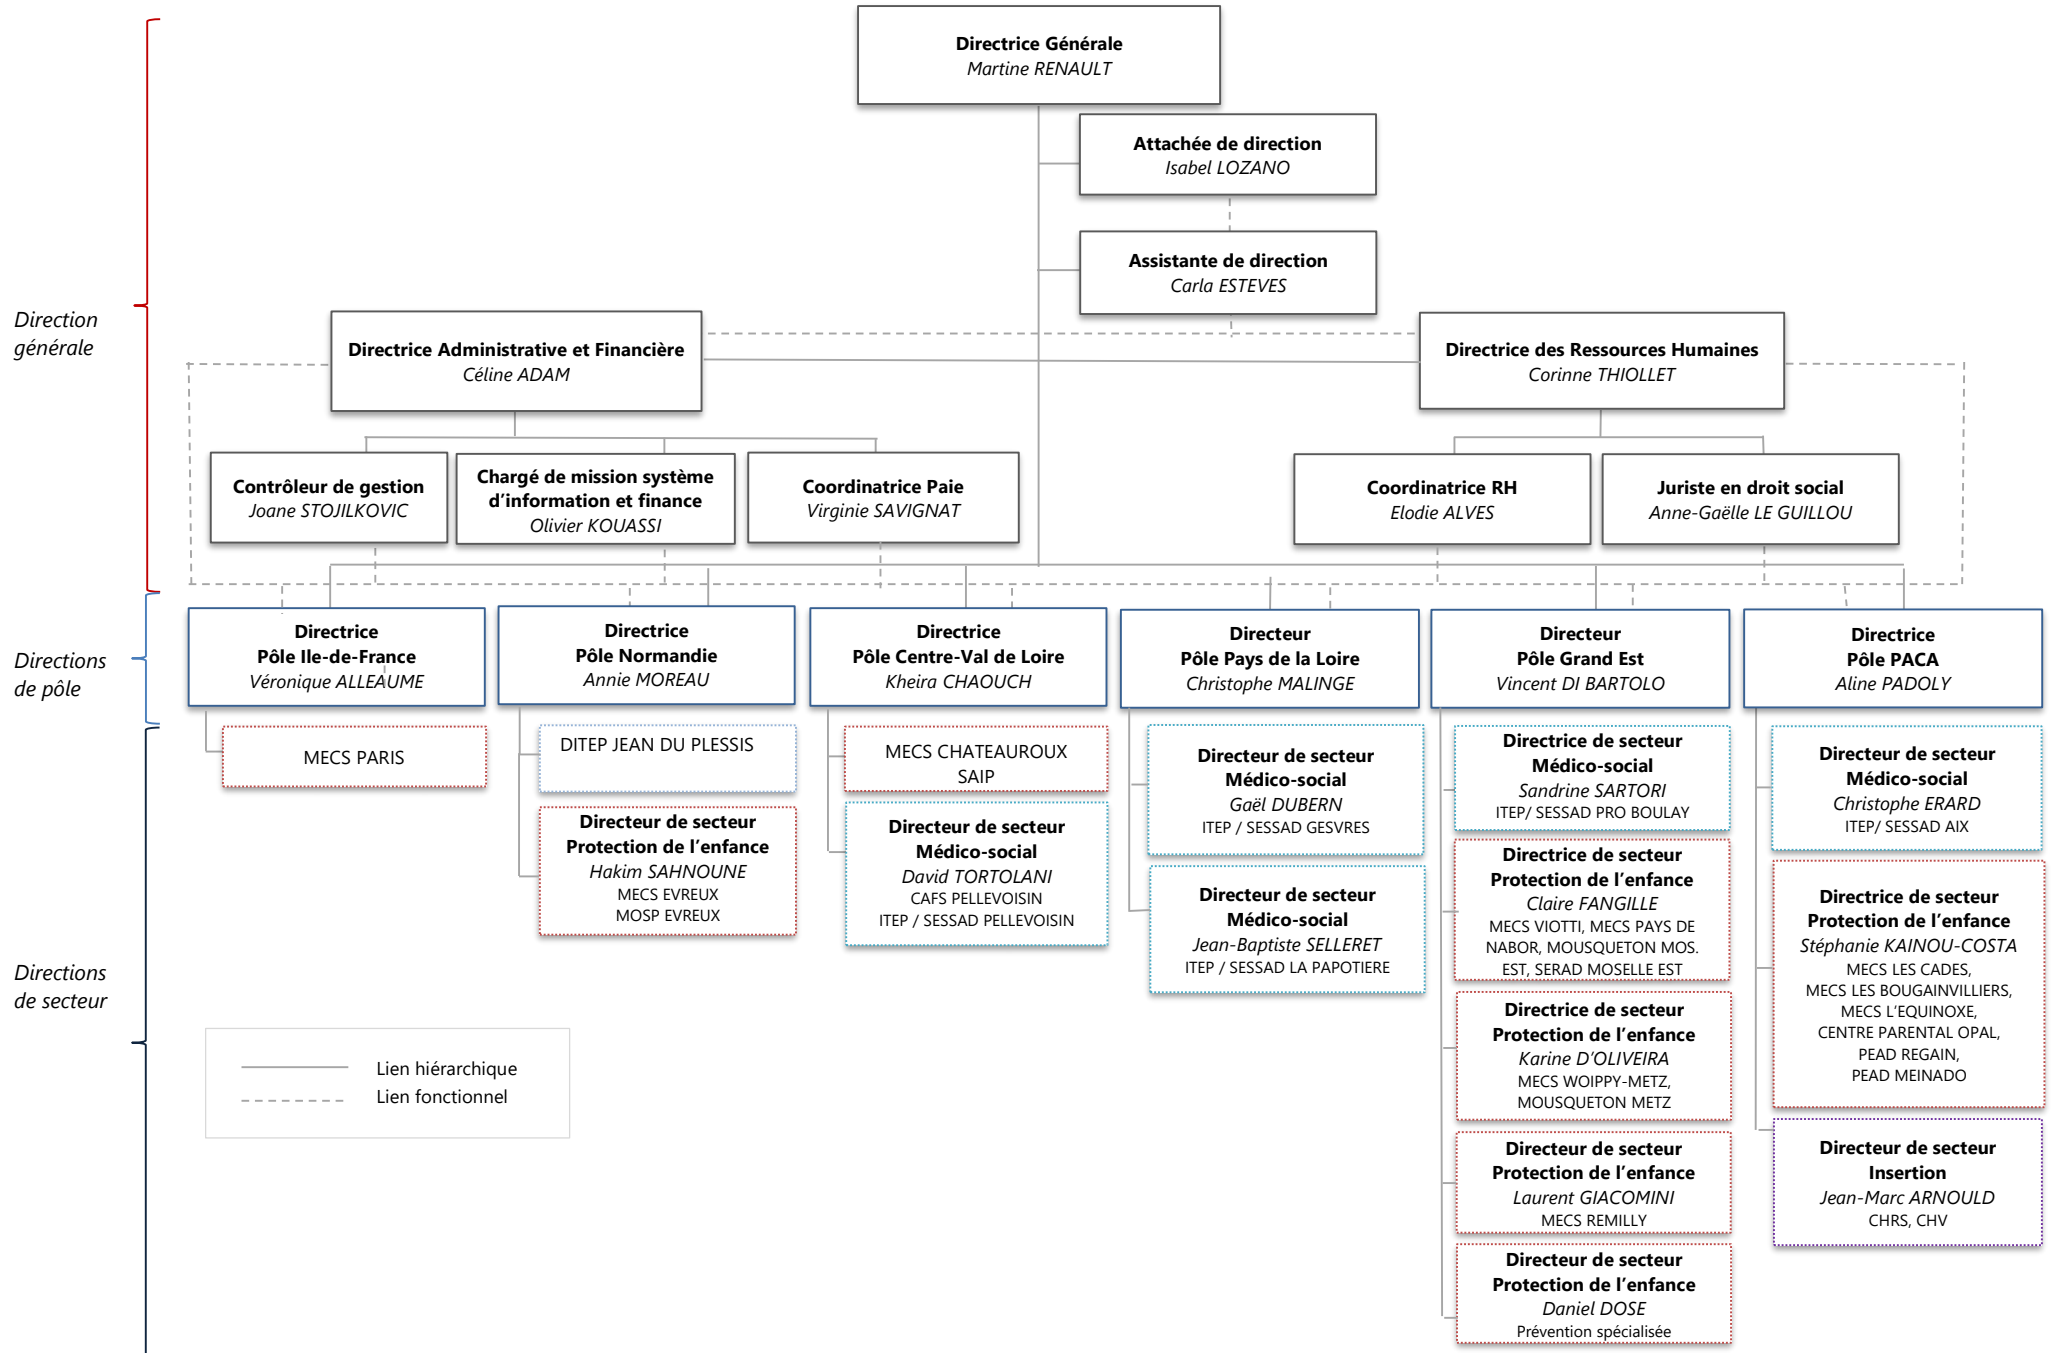 Directrice Générale
Martine RENAULT
Attachée de direction
Isabel LOZANO
Assistante de direction
Carla ESTEVES
Direction
générale
Directrice Administrative et Financière
Céline ADAM
Directrice des Ressources Humaines
Corinne THIOLLET
Contrôleur de gestion
Joane STOJILKOVIC
Chargé de mission système
d'information et finance
Olivier KOUASSI
Coordinatrice Paie
Virginie SAVIGNAT
Coordinatrice RH
Elodie ALVES
Juriste en droit social
Anne-Gaëlle LE GUILLOU
Directions
de pôle
Directrice
Pôle Ile-de-France
Véronique ALLEAUME
Directrice
Pôle Normandie
Annie MOREAU
Directrice
Pôle Centre-Val de Loire
Kheira CHAOUCH
Directeur
Pôle Pays de la Loire
Christophe MALINGE
Directeur
Pôle Grand Est
Vincent DI BARTOLO
Directrice
Pôle PACA
Aline PADOLY
Directions
de secteur
MECS PARIS
DITEP JEAN DU PLESSIS
Directeur de secteur
Protection de l'enfance
Hakim SAHNOUNE
MECS EVREUX
MOSP EVREUX
MECS CHATEAUROUX
SAIP
Directeur de secteur
Médico-social
David TORTOLANI
CAFS PELLEVOISIN
ITEP / SESSAD PELLEVOISIN
Directeur de secteur
Médico-social
Gaël DUBERN
ITEP / SESSAD GESVRES
Directeur de secteur
Médico-social
Jean-Baptiste SELLERET
ITEP / SESSAD LA PAPOTIERE
Directrice de secteur
Médico-social
Sandrine SARTORI
ITEP/ SESSAD PRO BOULAY
Directrice de secteur
Protection de l'enfance
Claire FANGILLE
MECS VIOTTI, MECS PAYS DE
NABOR, MOUSQUETON MOS.
EST, SERAD MOSELLE EST
Directrice de secteur
Protection de l'enfance
Karine D'OLIVEIRA
MECS WOIPPY-METZ,
MOUSQUETON METZ
Directeur de secteur
Protection de l'enfance
Laurent GIACOMINI
MECS REMILLY
Directeur de secteur
Protection de l'enfance
Daniel DOSE
Prévention spécialisée
Directeur de secteur
Médico-social
Christophe ERARD
ITEP/ SESSAD AIX
Directrice de secteur
Protection de l'enfance
Stéphanie KAINOU-COSTA
MECS LES CADES,
MECS LES BOUGAINVILLIERS,
MECS L'EQUINOXE,
CENTRE PARENTAL OPAL,
PEAD REGAIN,
PEAD MEINADO
Directeur de secteur
Insertion
Jean-Marc ARNOULD
CHRS, CHV
Lien hiérarchique
Lien fonctionnel